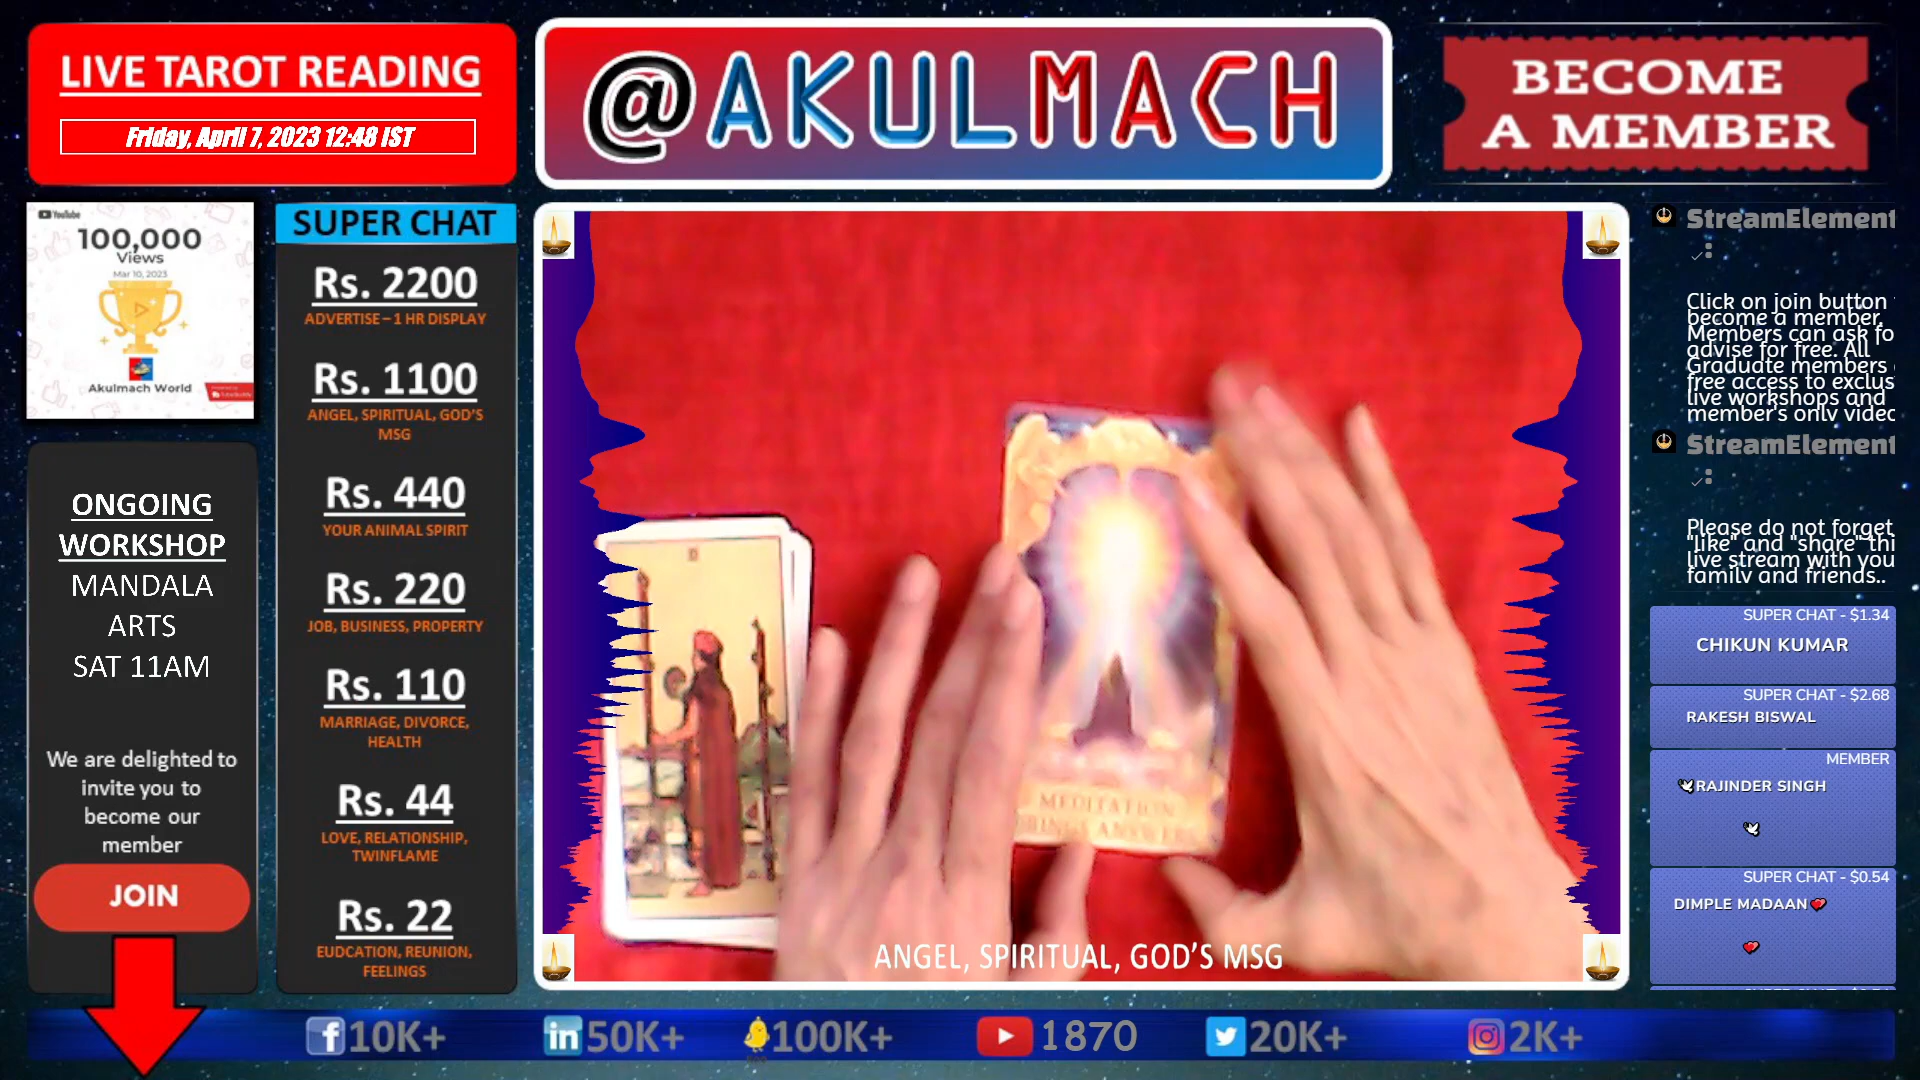 LIVE TAROT READING
Friday, April 7, 2023 12:48 IST
@AKULMACH
BECOME
A MEMBER
YouTube
100,000
Views
Mar 10, 2023
Akulmach World
ONGOING
WORKSHOP
MANDALA
ARTS
SAT 11AM
We are delighted to
invite you to
become our
member
JOIN
SUPER CHAT
Rs. 2200
ADVERTISE – 1 HR DISPLAY
Rs. 1100
ANGEL, SPIRITUAL, GOD'S
MSG
Rs. 440
YOUR ANIMAL SPIRIT
Rs. 220
JOB, BUSINESS, PROPERTY
Rs. 110
MARRIAGE, DIVORCE,
HEALTH
Rs. 44
LOVE, RELATIONSHIP,
TWINFLAME
Rs. 22
EUDCATION, REUNION,
FEELINGS
MEDITATION
BRINGS ANSWERS
ANGEL, SPIRITUAL, GOD'S MSG
StreamElement
Click on join button
become a member.
Members can ask fo
advise for free. All
Graduate members
free access to exclus
live workshops and
member's only videc
StreamElement
Please do not forget
"like" and "share" thi
live stream with you
family and friends..
SUPER CHAT - $1.34
CHIKUN KUMAR
SUPER CHAT - $2.68
RAKESH BISWAL
MEMBER
RAJINDER SINGH
SUPER CHAT - $0.54
DIMPLE MADAAN
10K+
50K+
100K+
1870
20K+
2K+